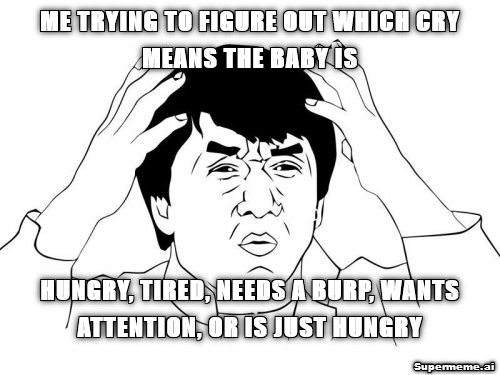 ME TRYING TO FIGURE OUT WHICH CRY
MEANS THE BABY IS
HUNGRY, TIRED, NEEDS A BURP, WANTS
ATTENTION, OR IS JUST HUNGRY
Supermeme.ai